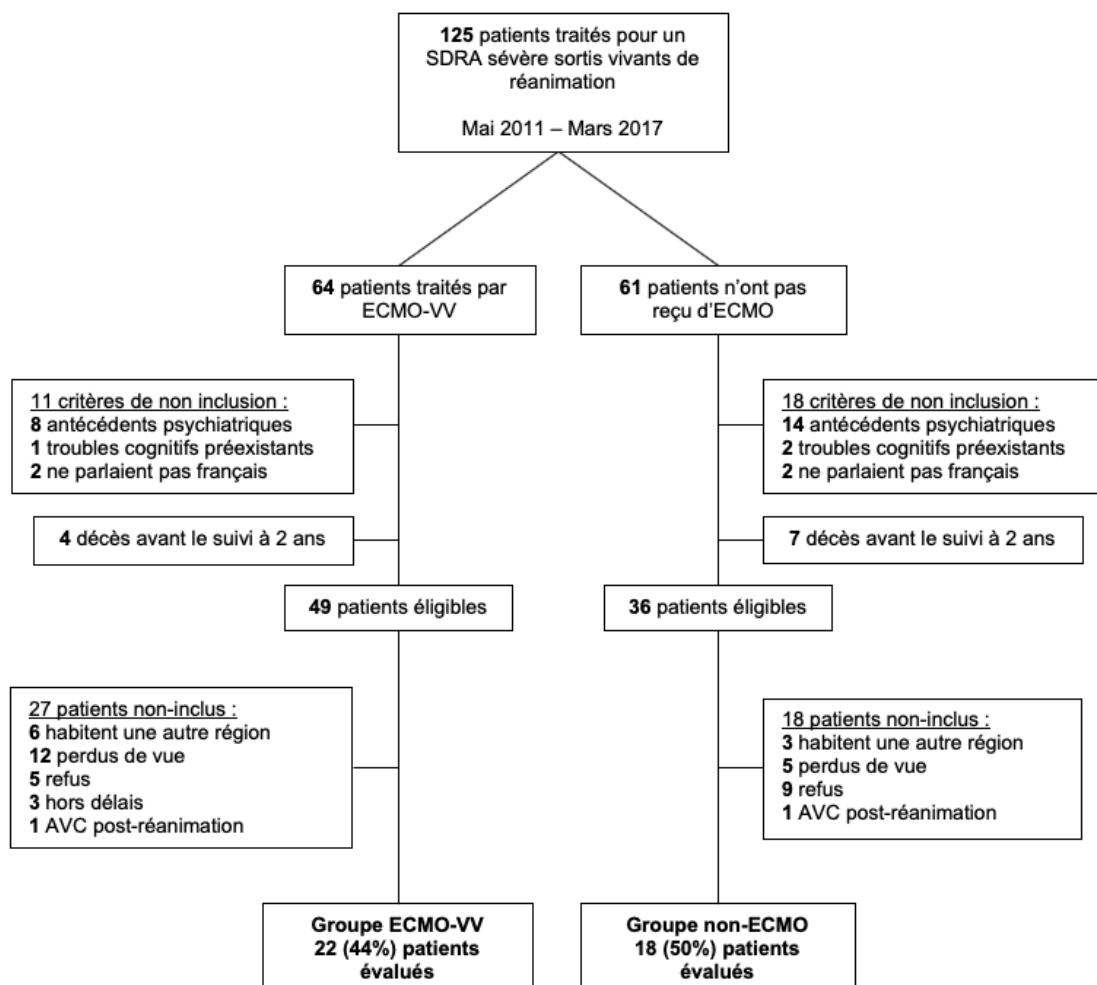 125 patients traités pour un
SDRA sévère sortis vivants de
réanimation
Mai 2011 – Mars 2017
64 patients traités par
ECMO-VV
61 patients n'ont pas
reçu d'ECMO
11 critères de non inclusion :
8 antécédents psychiatriques
1 troubles cognitifs préexistants
2 ne parlaient pas français
18 critères de non inclusion :
14 antécédents psychiatriques
2 troubles cognitifs préexistants
2 ne parlaient pas français
4 décès avant le suivi à 2 ans
7 décès avant le suivi à 2 ans
49 patients éligibles
36 patients éligibles
27 patients non-inclus :
6 habitent une autre région
12 perdus de vue
5 refus
3 hors délais
1 AVC post-réanimation
18 patients non-inclus :
3 habitent une autre région
5 perdus de vue
9 refus
1 AVC post-réanimation
Groupe ECMO-VV
22 (44%) patients
évalués
Groupe non-ECMO
18 (50%) patients
évalués